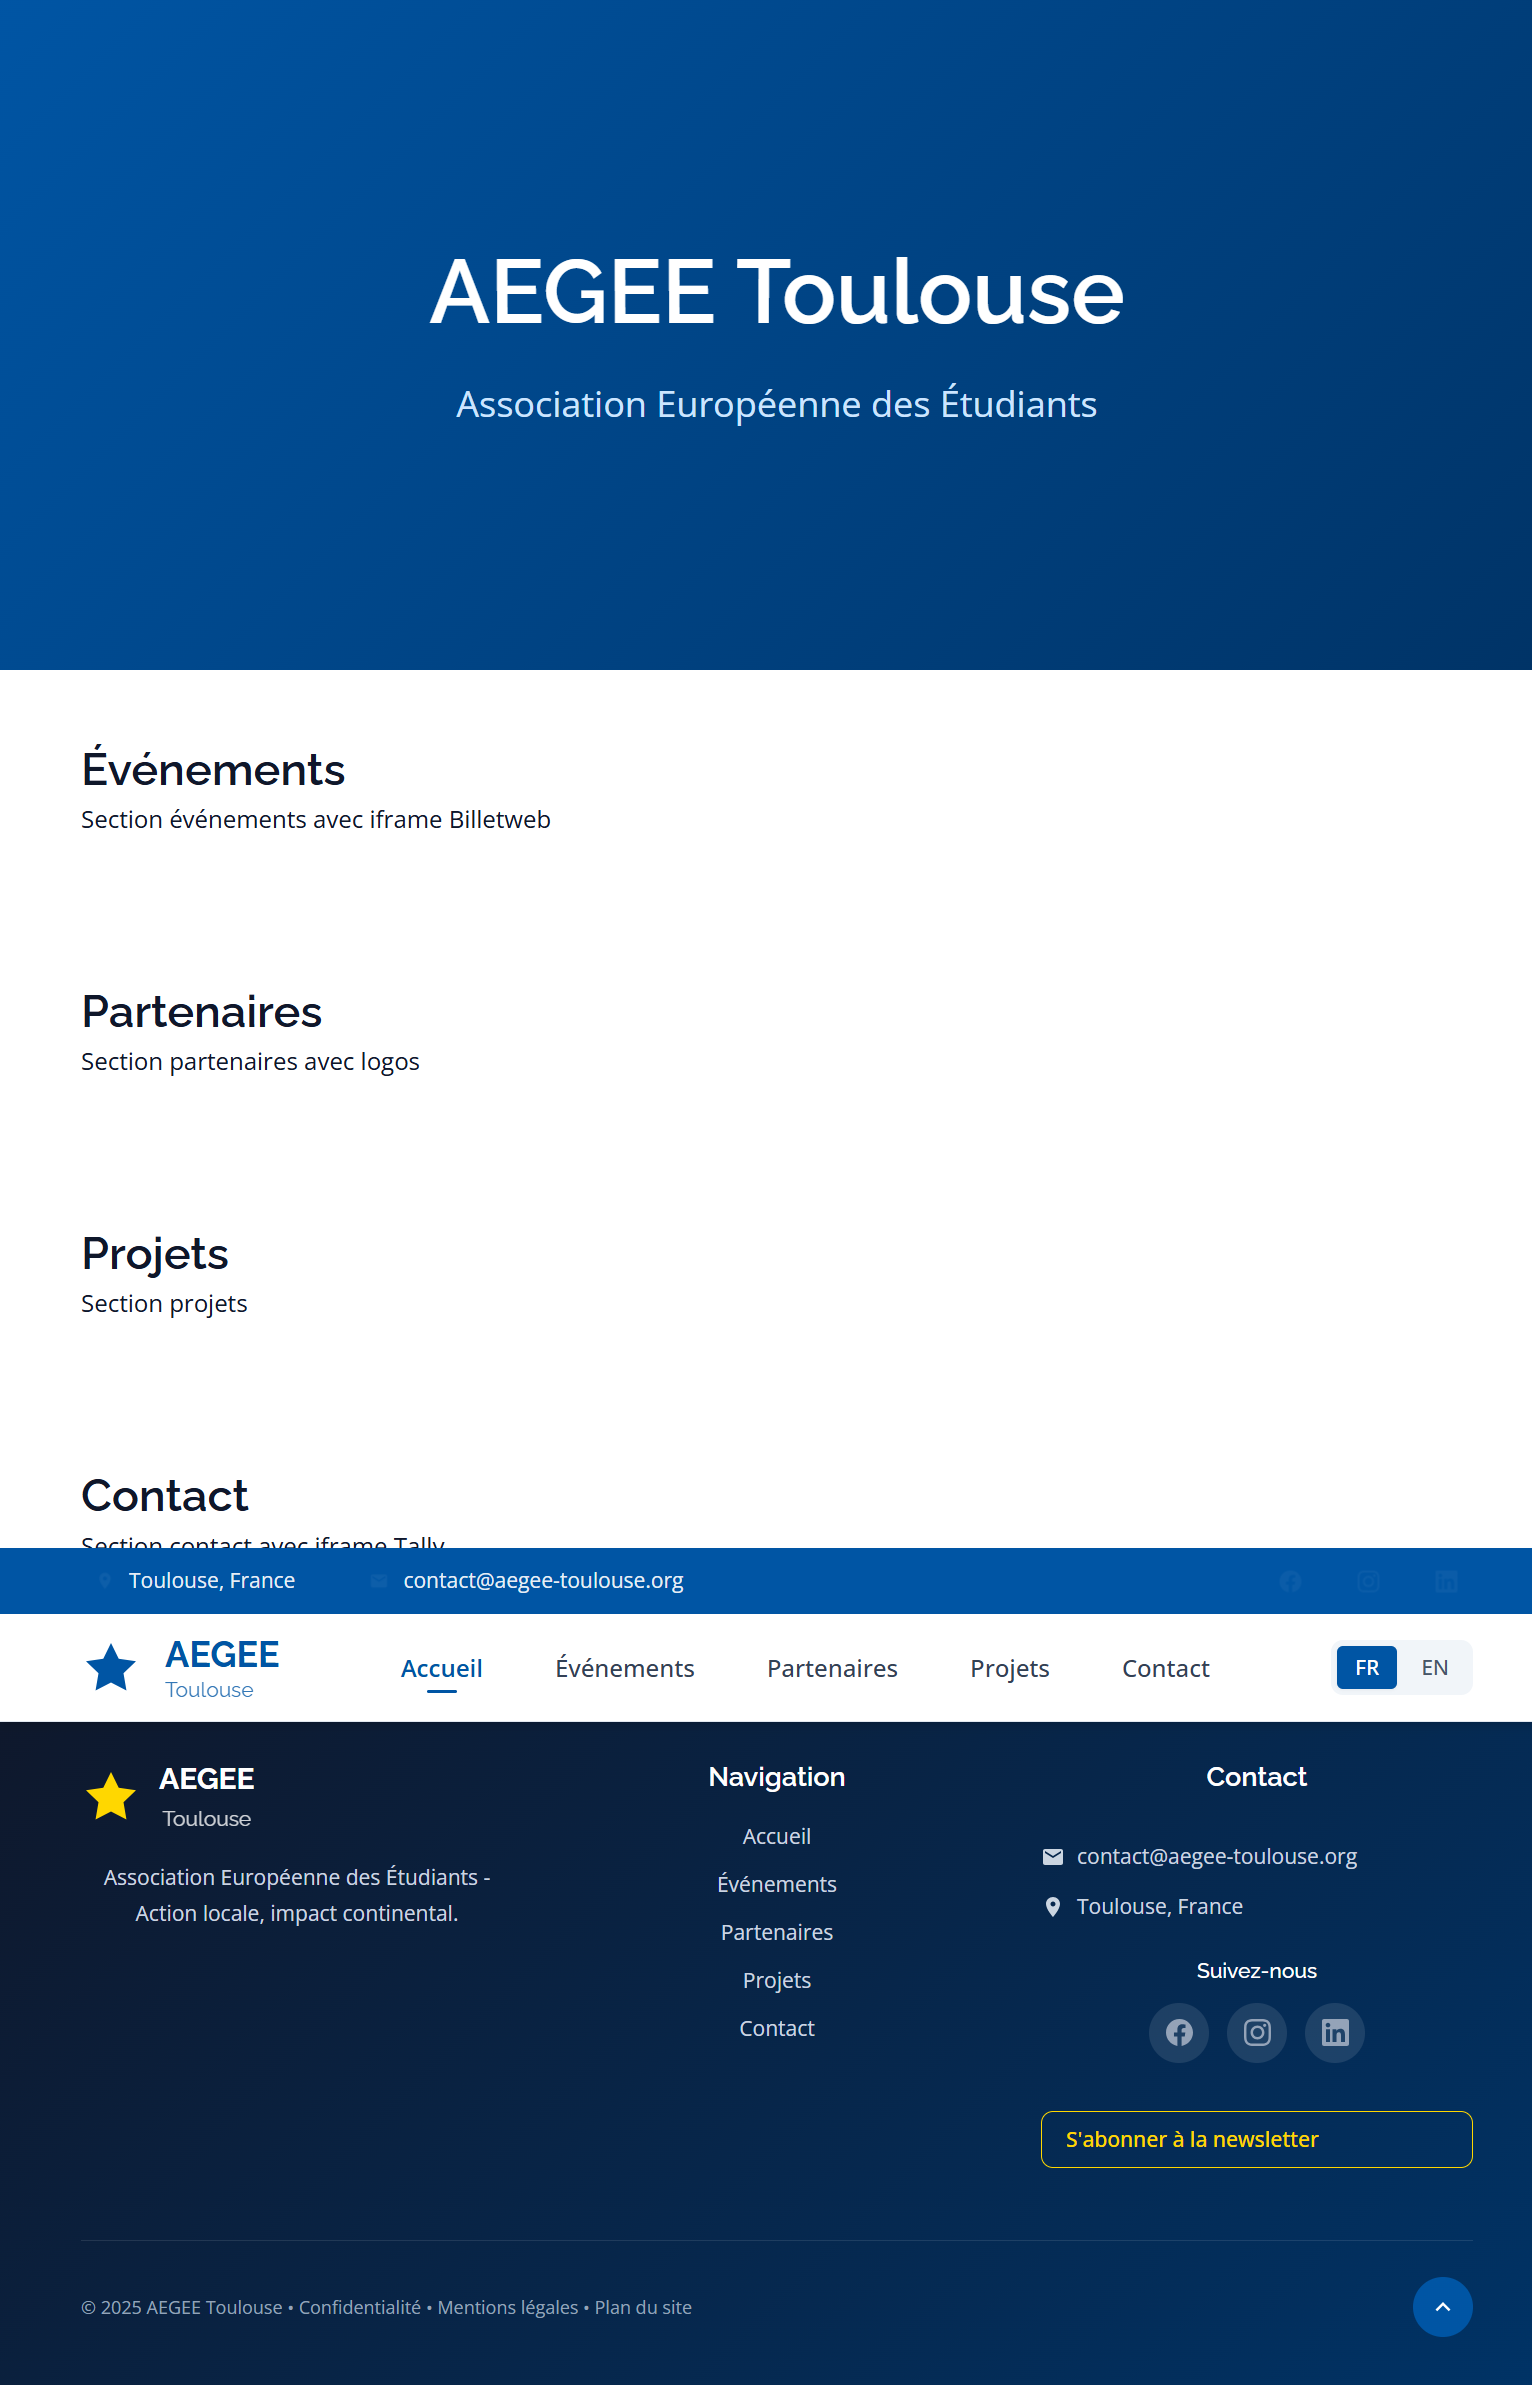 AEGEE Toulouse
Association Européenne des Étudiants
Événements
Section événements avec iframe Billetweb
Partenaires
Section partenaires avec logos
Projets
Section projets
Contact
Section contact avec iframe Tally
Toulouse, France
contact@aegee-toulouse.org
AEGEE
Toulouse
Accueil
Événements
Partenaires
Projets
Contact
FR
EN
AEGEE
Toulouse
Association Européenne des Étudiants -
Action locale, impact continental.
Navigation
Accueil
Événements
Partenaires
Projets
Contact
Contact
contact@aegee-toulouse.org
Toulouse, France
Suivez-nous
S'abonner à la newsletter
© 2025 AEGEE Toulouse • Confidentialité • Mentions légales • Plan du site